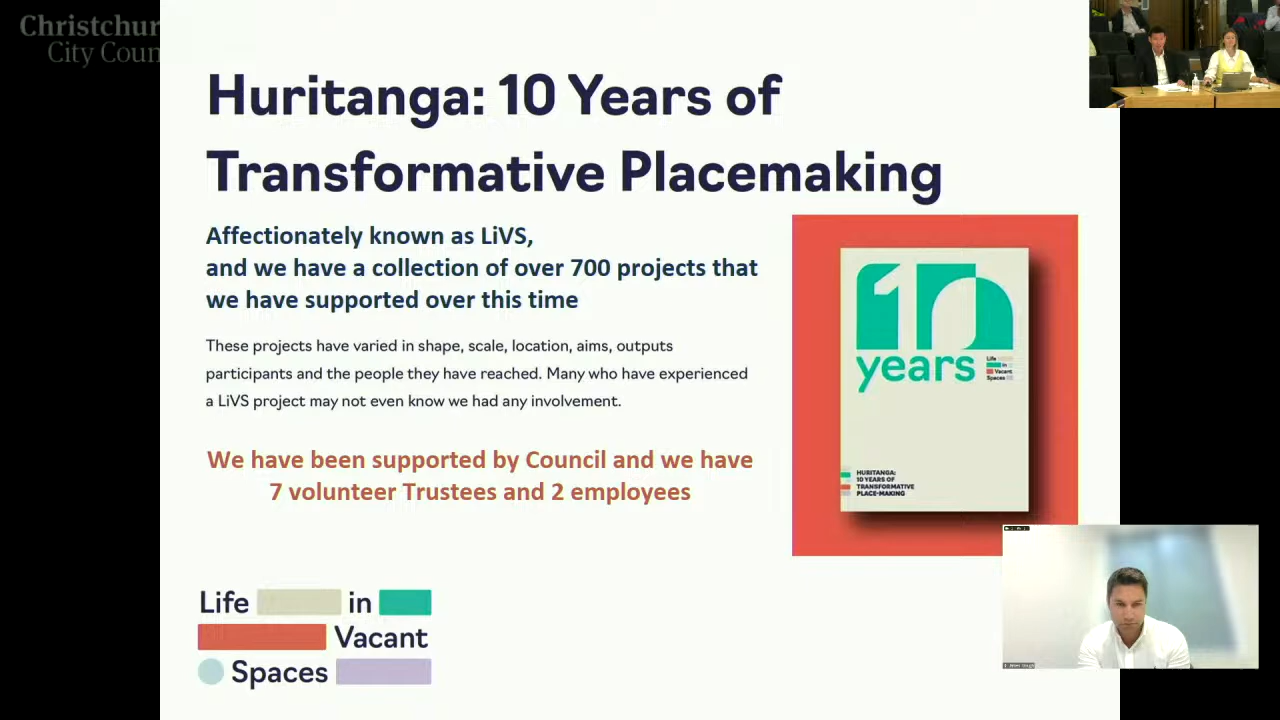 Christchur
City Coun
Huritanga: 10 Years of
Transformative Placemaking
Affectionately known as LiVS,
and we have a collection of over 700 projects that
we have supported over this time
These projects have varied in shape, scale, location, aims, outputs
participants and the people they have reached. Many who have experienced
a LiVS project may not even know we had any involvement.
We have been supported by Council and we have
7 volunteer Trustees and 2 employees
10
years
Life
in
Vacant
Spaces
HURITANGA:
10 YEARS OF
TRANSFORMATIVE
PLACE-MAKING
Life in
Vacant
Spaces